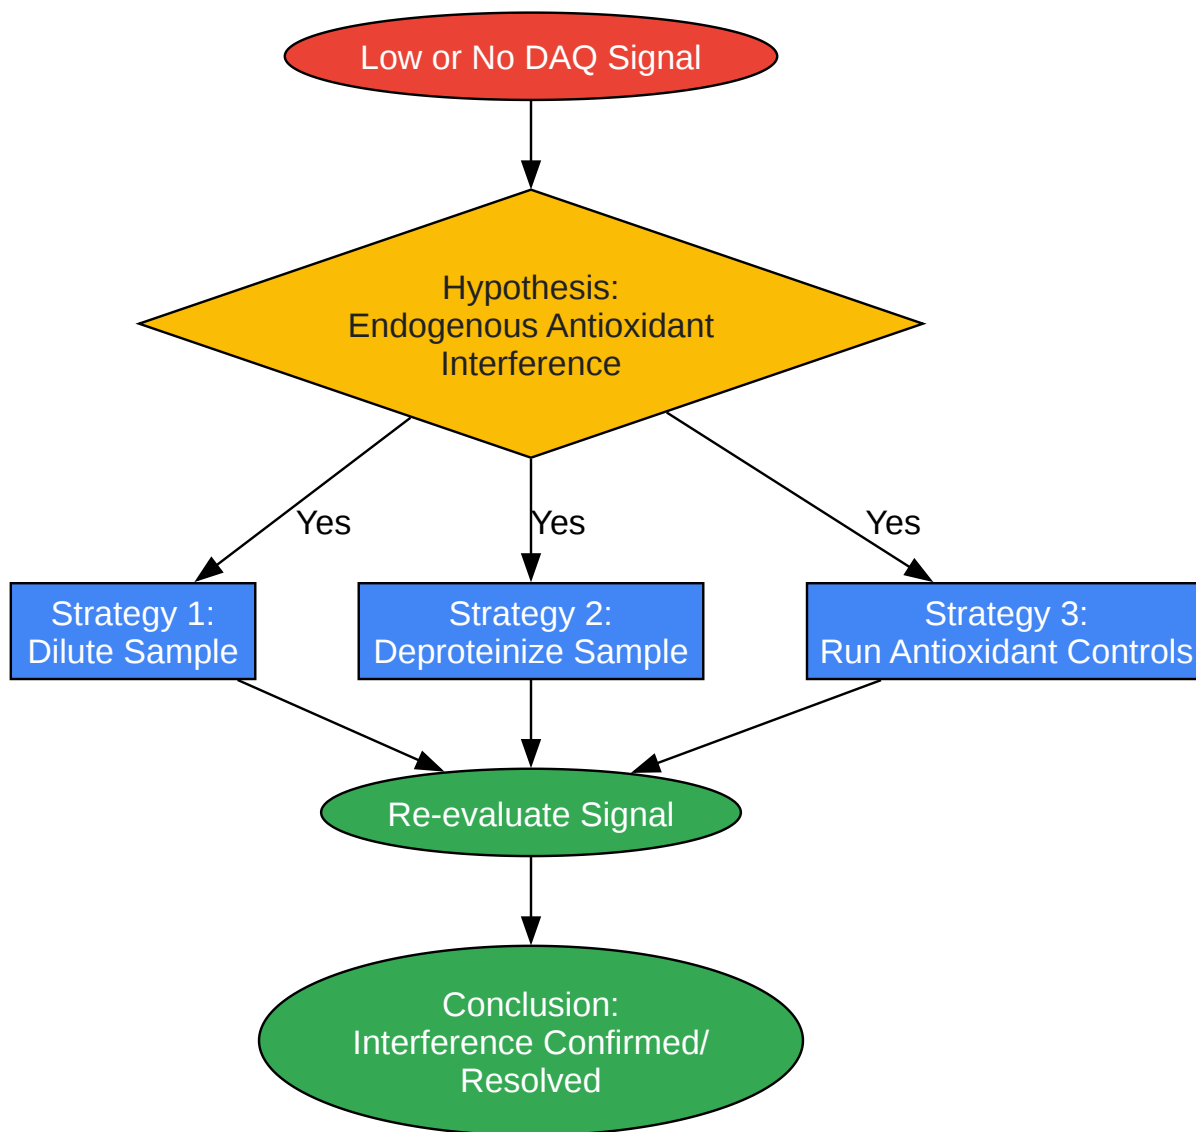 Low or No DAQ Signal
Hypothesis:
Endogenous Antioxidant
Interference
Yes
Yes
Yes
Strategy 1:
Dilute Sample
Strategy 2:
Deproteinize Sample
Strategy 3:
Run Antioxidant Controls
Re-evaluate Signal
Conclusion:
Interference Confirmed/
Resolved